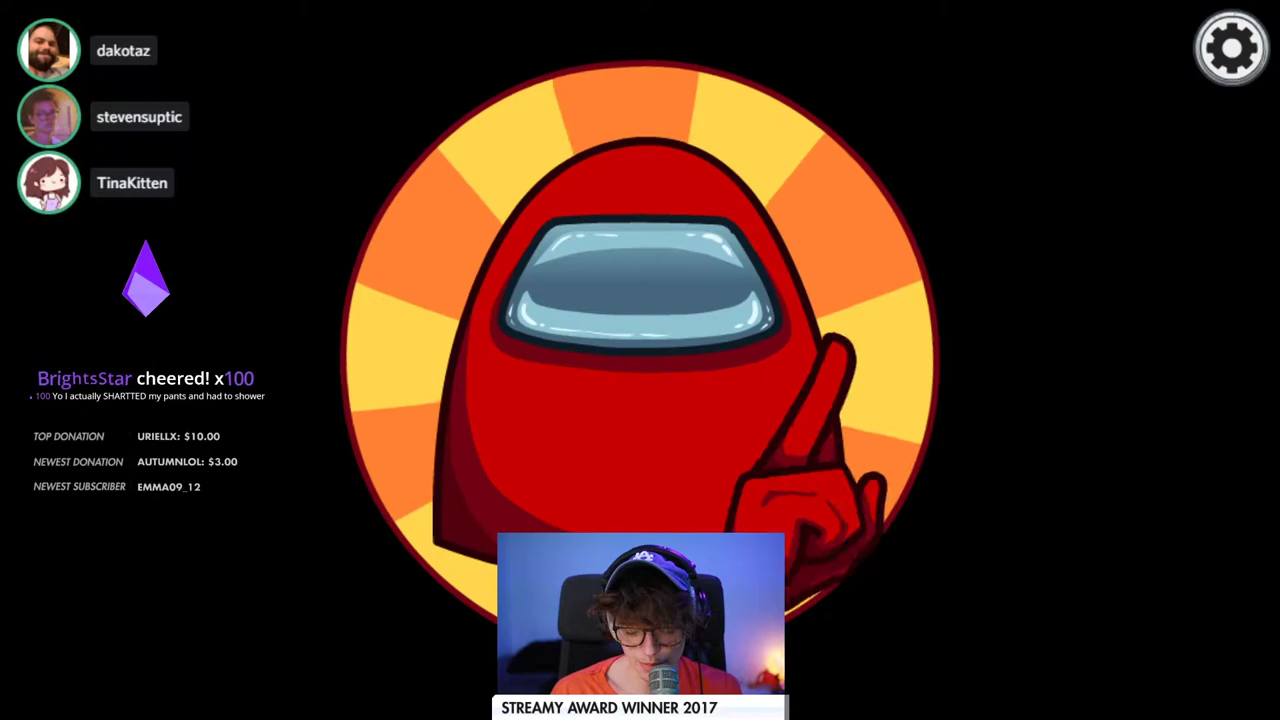 dakotaz
stevensuptic
TinaKitten
BrightsStar cheered! x100
100 Yo I actually SHARTTED my pants and had to shower
TOP DONATION URIELLX: $10.00
NEWEST DONATION AUTUMNLOL: $3.00
NEWEST SUBSCRIBER EMMA09_12
LA
STREAMY AWARD WINNER 2017